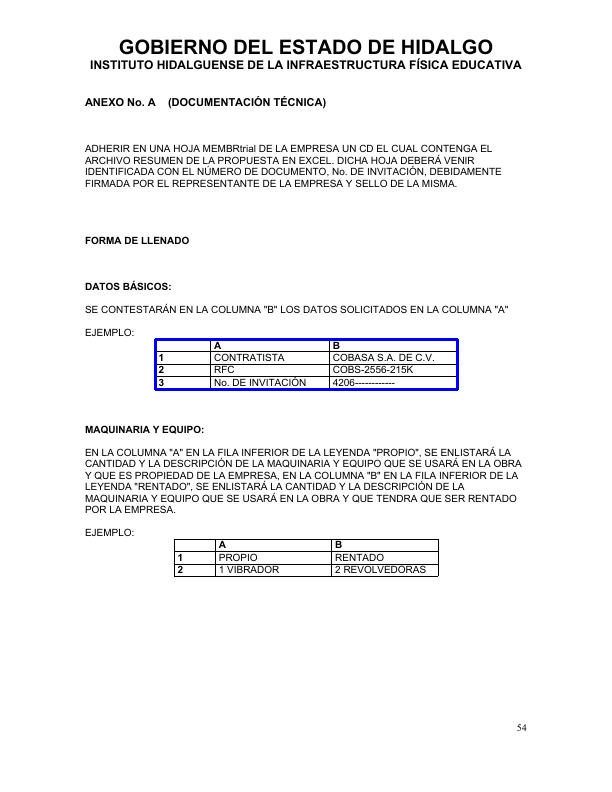 GOBIERNO DEL ESTADO DE HIDALGO
INSTITUTO HIDALGUENSE DE LA INFRAESTRUCTURA FÍSICA EDUCATIVA
ANEXO No. A (DOCUMENTACIÓN TÉCNICA)
ADHERIR EN UNA HOJA MEMBRtrial DE LA EMPRESA UN CD EL CUAL CONTENGA EL
ARCHIVO RESUMEN DE LA PROPUESTA EN EXCEL. DICHA HOJA DEBERÁ VENIR
IDENTIFICADA CON EL NÚMERO DE DOCUMENTO, No. DE INVITACIÓN, DEBIDAMENTE
FIRMADA POR EL REPRESENTANTE DE LA EMPRESA Y SELLO DE LA MISMA.
FORMA DE LLENADO
DATOS BÁSICOS:
SE CONTESTARÁN EN LA COLUMNA "B" LOS DATOS SOLICITADOS EN LA COLUMNA "A"
EJEMPLO:
A B
1 CONTRATISTA COBASA S.A. DE C.V.
2 RFC COBS-2556-215K
3 No. DE INVITACIÓN 4206------------
MAQUINARIA Y EQUIPO:
EN LA COLUMNA "A" EN LA FILA INFERIOR DE LA LEYENDA "PROPIO", SE ENLISTARÁ LA
CANTIDAD Y LA DESCRIPCIÓN DE LA MAQUINARIA Y EQUIPO QUE SE USARÁ EN LA OBRA
Y QUE ES PROPIEDAD DE LA EMPRESA, EN LA COLUMNA "B" EN LA FILA INFERIOR DE LA
LEYENDA "RENTADO", SE ENLISTARÁ LA CANTIDAD Y LA DESCRIPCIÓN DE LA
MAQUINARIA Y EQUIPO QUE SE USARÁ EN LA OBRA Y QUE TENDRA QUE SER RENTADO
POR LA EMPRESA.
EJEMPLO:
A B
1 PROPIO RENTADO
2 1 VIBRADOR 2 REVOLVEDORAS
54